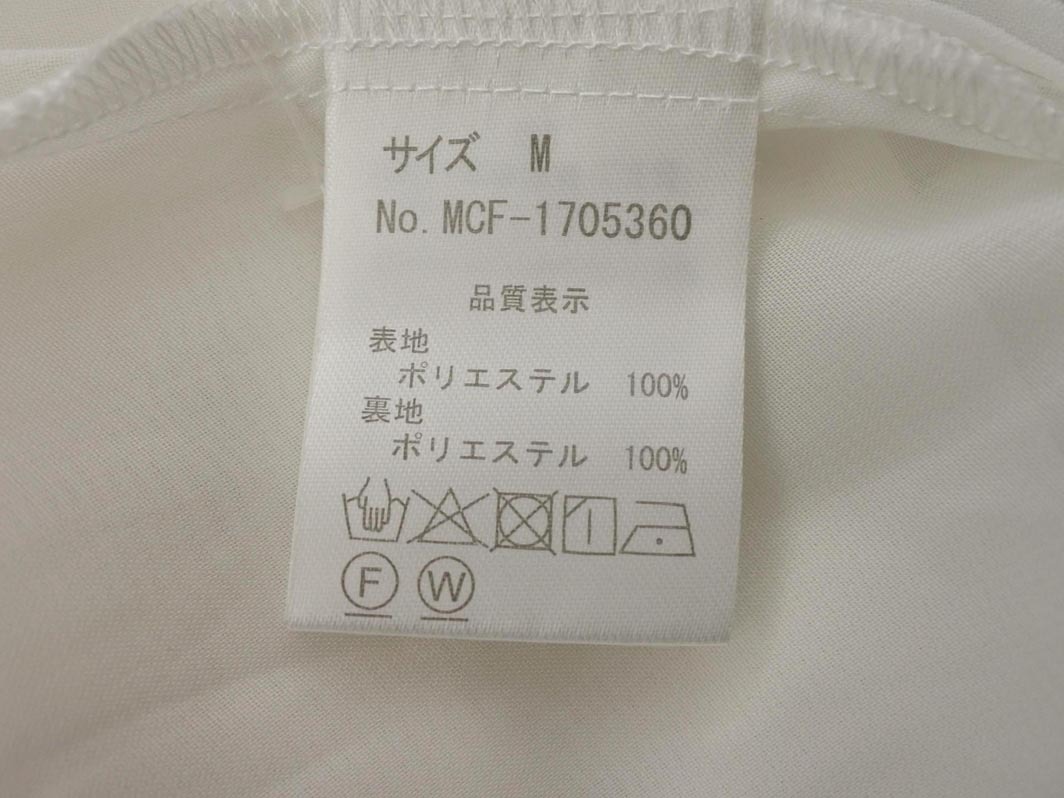 サイズ M
No. MCF-1705360
品質表示
表地
ポリエステル 100%
裏地
ポリエステル 100%
F W